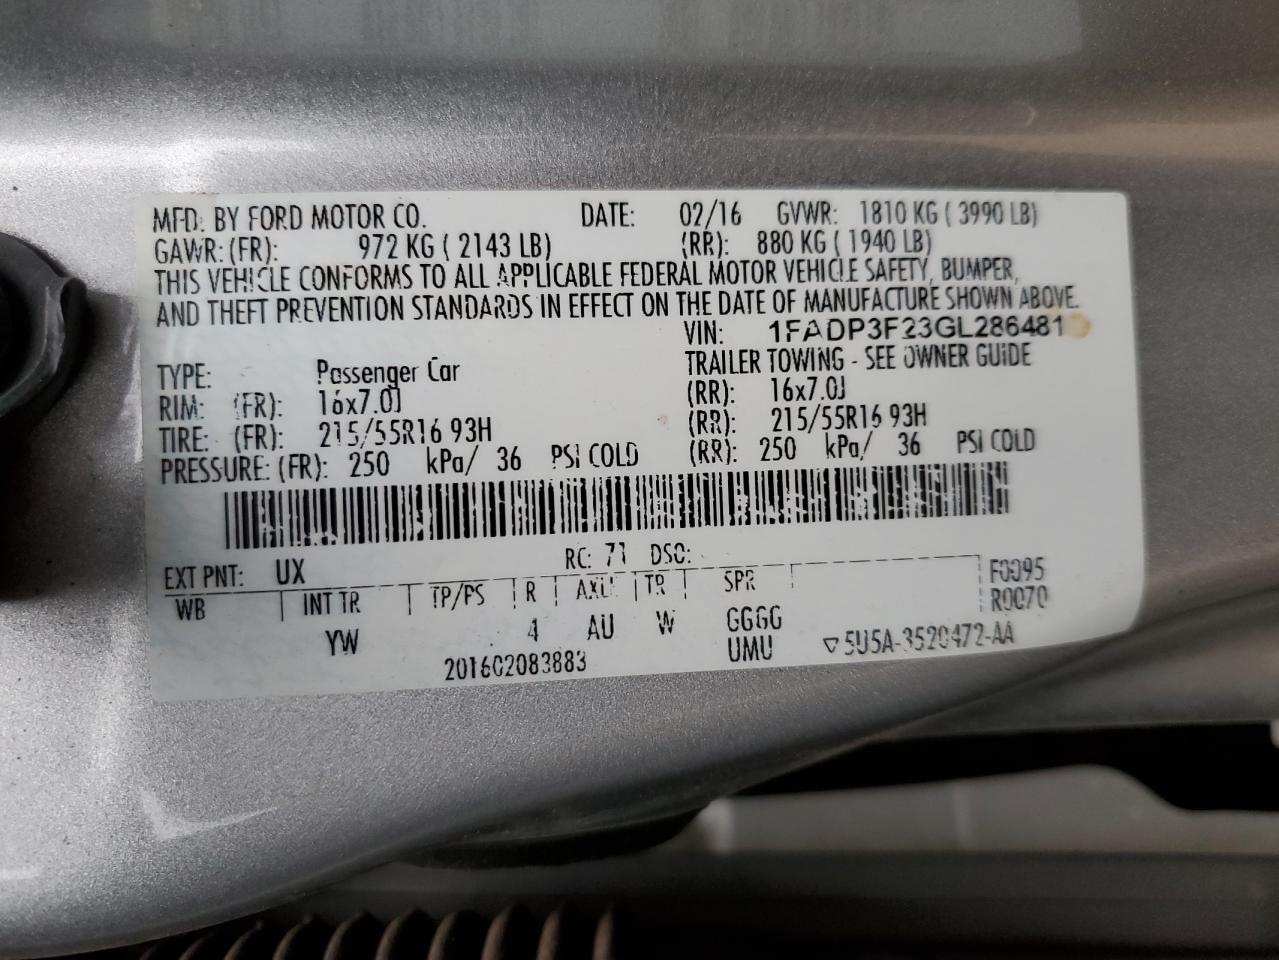 MFD. BY FORD MOTOR CO. DATE: 02/16 GVWR: 1810 KG ( 3990 LB)
GAWR: (FR): 972 KG ( 2143 LB) (RR): 880 KG ( 1940 LB)
THIS VEHICLE CONFORMS TO ALL APPLICABLE FEDERAL MOTOR VEHICLE SAFETY, BUMPER,
AND THEFT PREVENTION STANDARDS IN EFFECT ON THE DATE OF MANUFACTURE SHOWN ABOVE.
VIN: 1FADP3F23GL286481
TYPE: Passenger Car TRAILER TOWING - SEE OWNER GUIDE
RIM: (FR): 16x7.0J (RR): 16x7.0J
TIRE: (FR): 215/55R16 93H (RR): 215/55R16 93H
PRESSURE: (FR): 250 kPa/ 36 PSI COLD (RR): 250 kPa/ 36 PSI COLD
EXT PNT: UX RC: 71 DSO:
WB INT TR TP/PS R AXLE TR SPR F0095
R0070
YW 4 AU W GGGG
UMU ▽5U5A-3520472-AA
201602083883